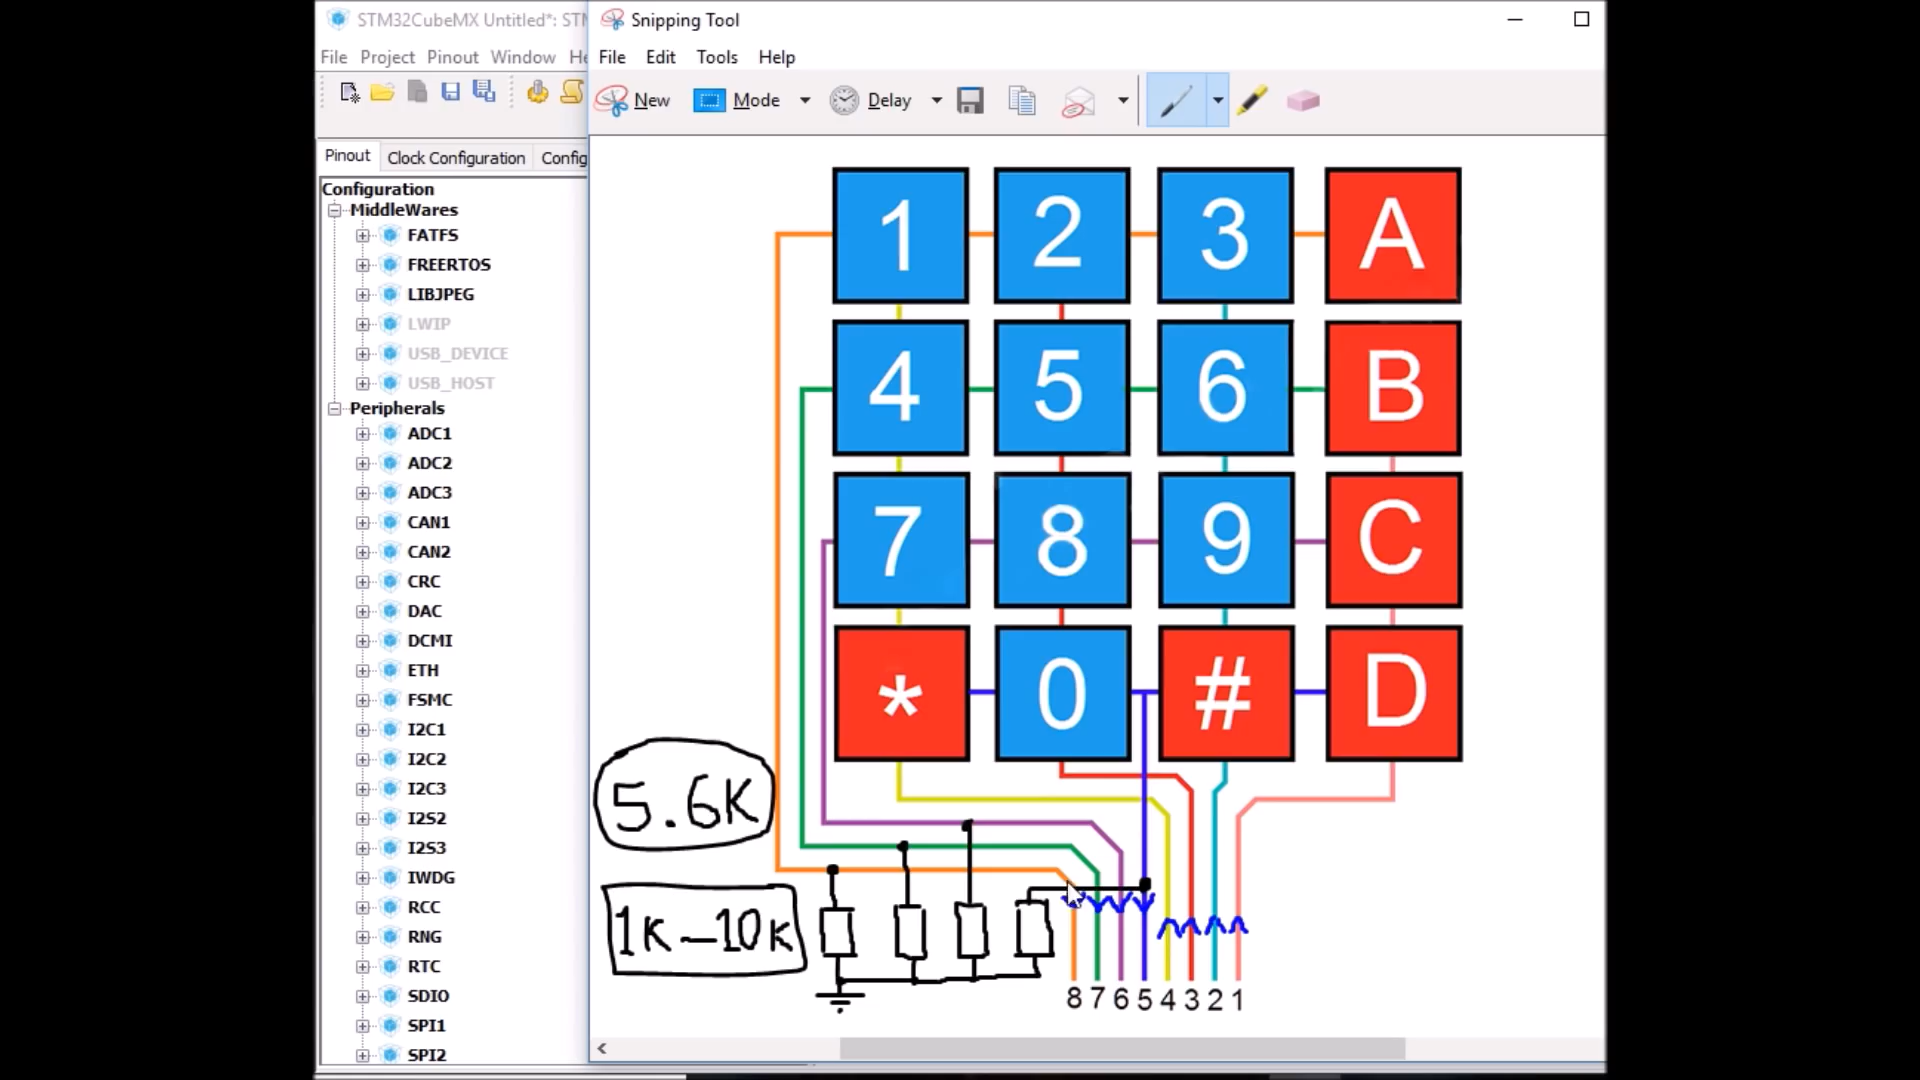 STM32CubeMX Untitled*: STM
File Project Pinout Window He
Pinout Clock Configuration Config
Configuration
MiddleWares
FATFS
FREERTOS
LIBJPEG
LWIP
USB_DEVICE
USB_HOST
Peripherals
ADC1
ADC2
ADC3
CAN1
CAN2
CRC
DAC
DCMI
ETH
FSMC
I2C1
I2C2
I2C3
I2S2
I2S3
IWDG
RCC
RNG
RTC
SDIO
SPI1
SPI2
Snipping Tool
File Edit Tools Help
New Mode Delay
1 2 3 A
4 5 6 B
7 8 9 C
* 0 # D
5.6K
1K-10K
8 7 6 5 4 3 2 1